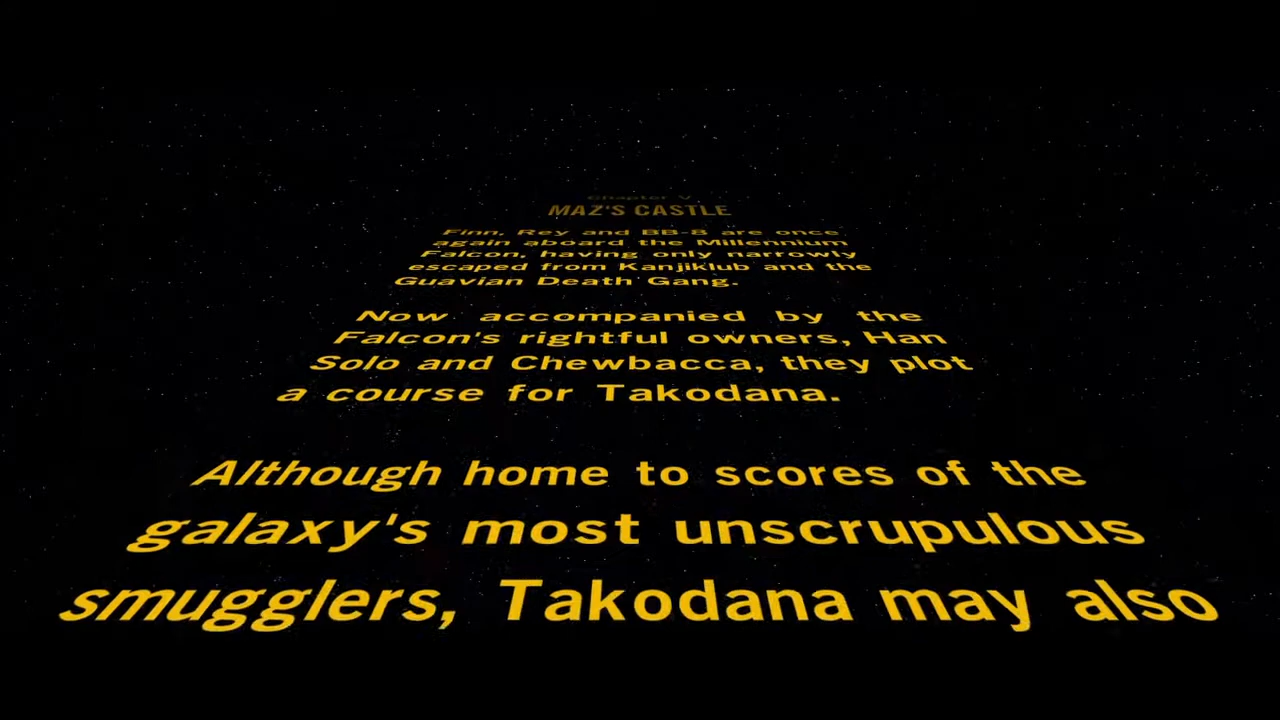 Chapter V
MAZ'S CASTLE
Finn, Rey and BB-8 are once
again aboard the Millennium
Falcon, having only narrowly
escaped from Kanjiklub and the
Guavian Death Gang.
Now accompanied by the
Falcon's rightful owners, Han
Solo and Chewbacca, they plot
a course for Takodana.
Although home to scores of the
galaxy's most unscrupulous
smugglers, Takodana may also